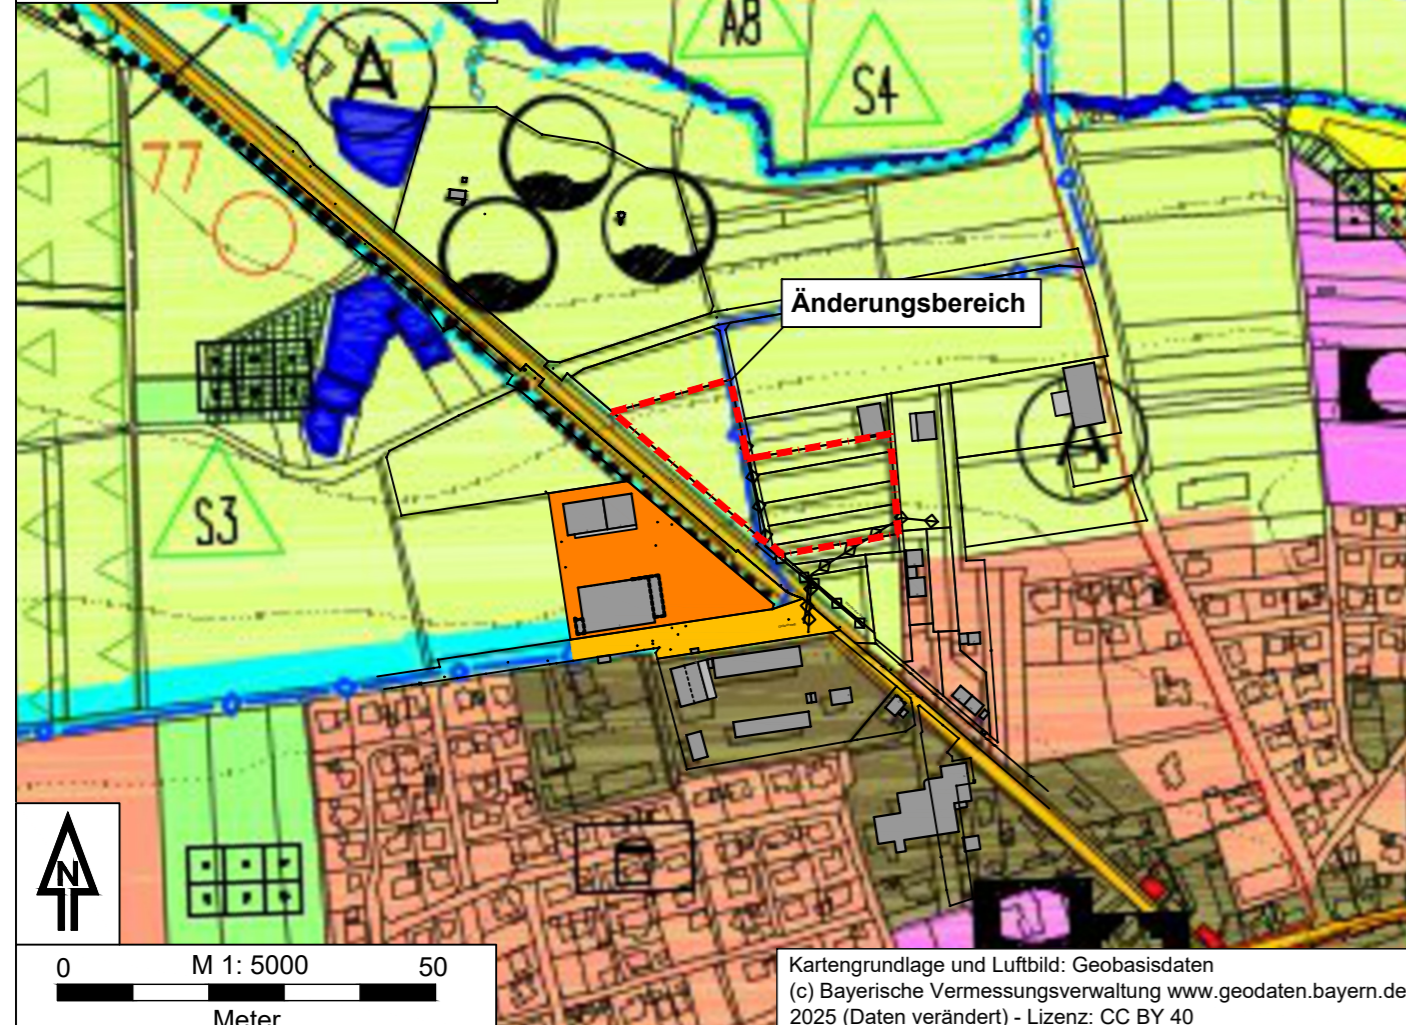 A
A8
S4
77
Änderungsbereich
A
S3
N
0 M 1: 5000 50
Meter
Kartengrundlage und Luftbild: Geobasisdaten
(c) Bayerische Vermessungsverwaltung www.geodaten.bayern.de
2025 (Daten verändert) - Lizenz: CC BY 40